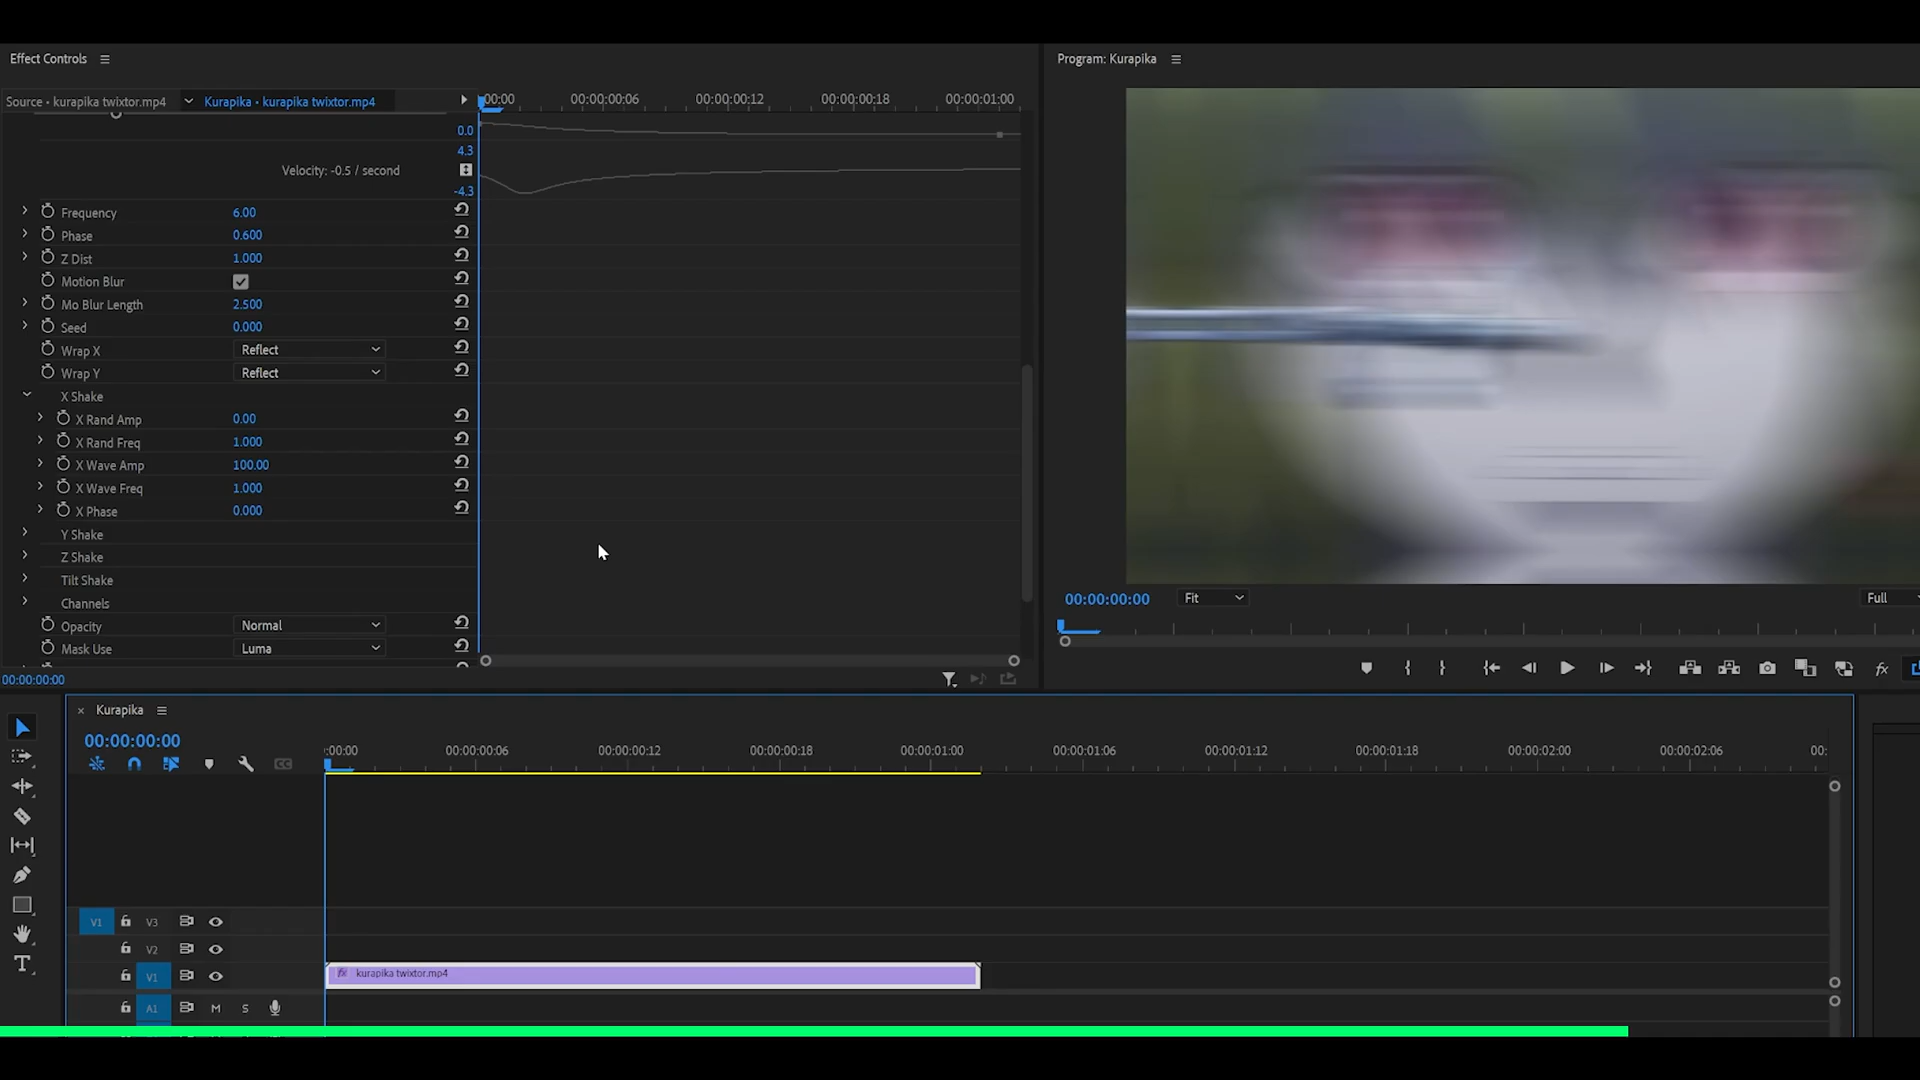 Effect Controls
Program: Kurapika
Source • kurapika twixtor.mp4
Kurapika • kurapika twixtor.mp4
:00:00
00:00:00:06
00:00:00:12
00:00:00:18
00:00:01:00
0.0
4.3
Velocity: -0.5 / second
-4.3
Frequency 6.00
Phase 0.600
Z Dist 1.000
Motion Blur
Mo Blur Length 2.500
Seed 0.000
Wrap X Reflect
Wrap Y Reflect
X Shake
X Rand Amp 0.00
X Rand Freq 1.000
X Wave Amp 100.00
X Wave Freq 1.000
X Phase 0.000
Y Shake
Z Shake
Tilt Shake
Channels
Opacity Normal
Mask Use Luma
00:00:00:00
00:00:00:00
Fit
Full
fx
Kurapika
00:00:00:00
:00:00
00:00:00:06
00:00:00:12
00:00:00:18
00:00:01:00
00:00:01:06
00:00:01:12
00:00:01:18
00:00:02:00
00:00:02:06
00:
CC
V1 V3
V2
V1
fx kurapika twixtor.mp4
A1 M S